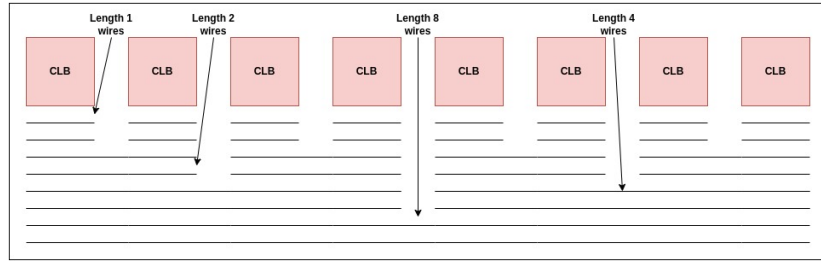 Length 1
wires
Length 2
wires
Length 8
wires
Length 4
wires
CLB
CLB
CLB
CLB
CLB
CLB
CLB
CLB